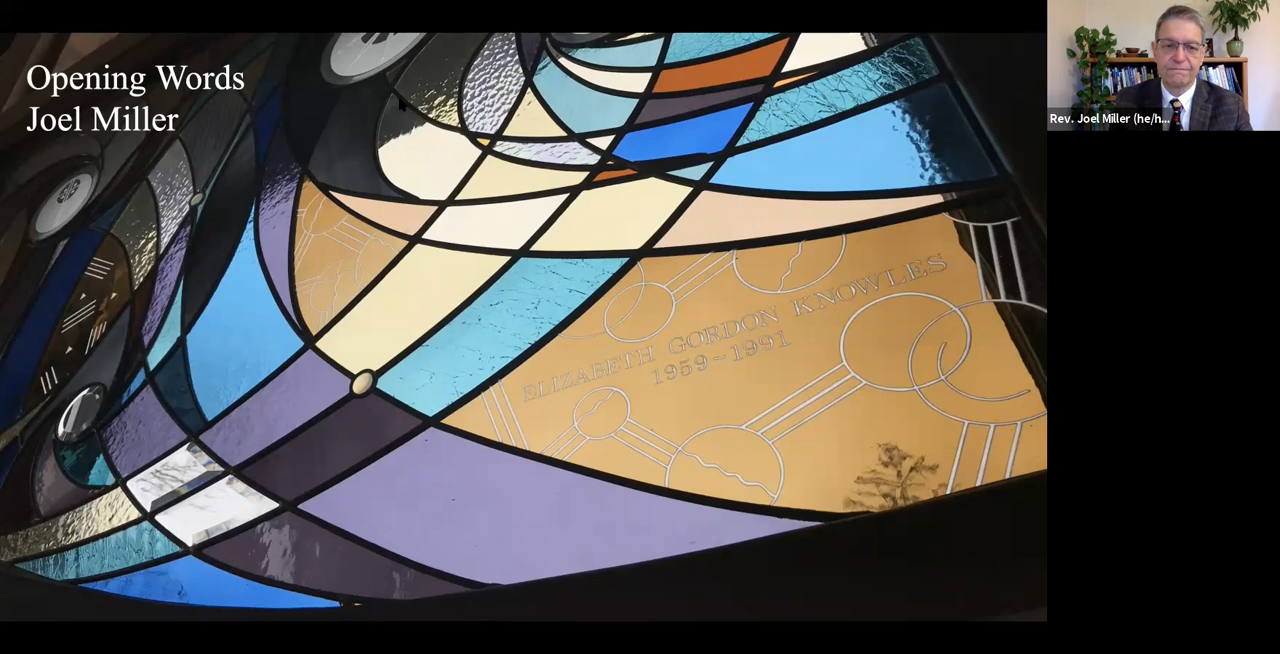 Opening Words
Joel Miller
Rev. Joel Miller (he/h...
ELIZABETH GORDON KNOWLES
1959-1991